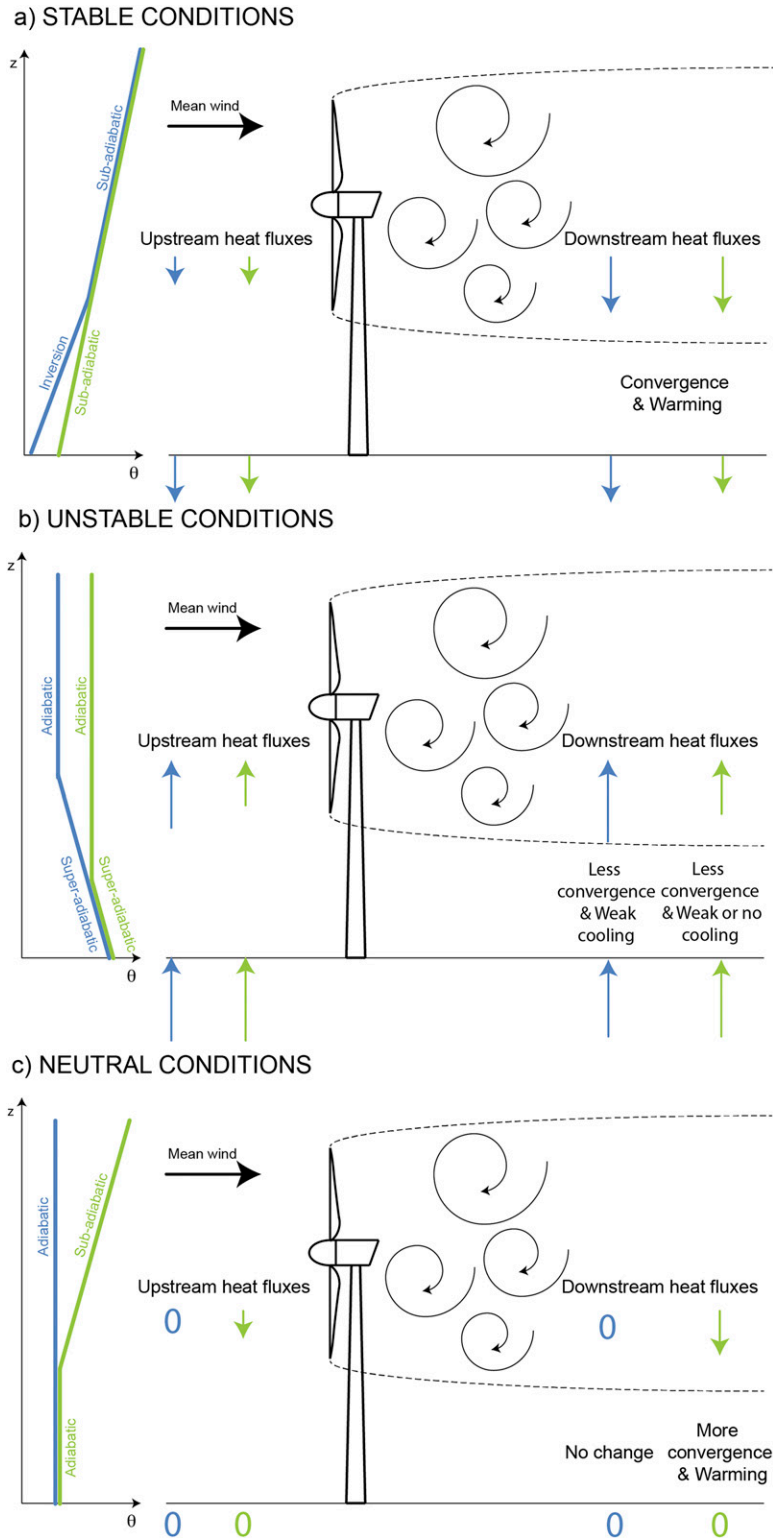 a) STABLE CONDITIONS
z
Sub-adiabatic
Mean wind
Upstream heat fluxes
Downstream heat fluxes
Inversion
Sub-adiabatic
Convergence
& Warming
θ
b) UNSTABLE CONDITIONS
z
Mean wind
Adiabatic
Adiabatic
Upstream heat fluxes
Downstream heat fluxes
Super-adiabatic
Super-adiabatic
Less
convergence
& Weak
cooling
Less
convergence
& Weak or no
cooling
θ
c) NEUTRAL CONDITIONS
z
Mean wind
Adiabatic
Sub-adiabatic
Upstream heat fluxes
Downstream heat fluxes
0
0
Adiabatic
No change
More
convergence
& Warming
θ
0
0
0
0